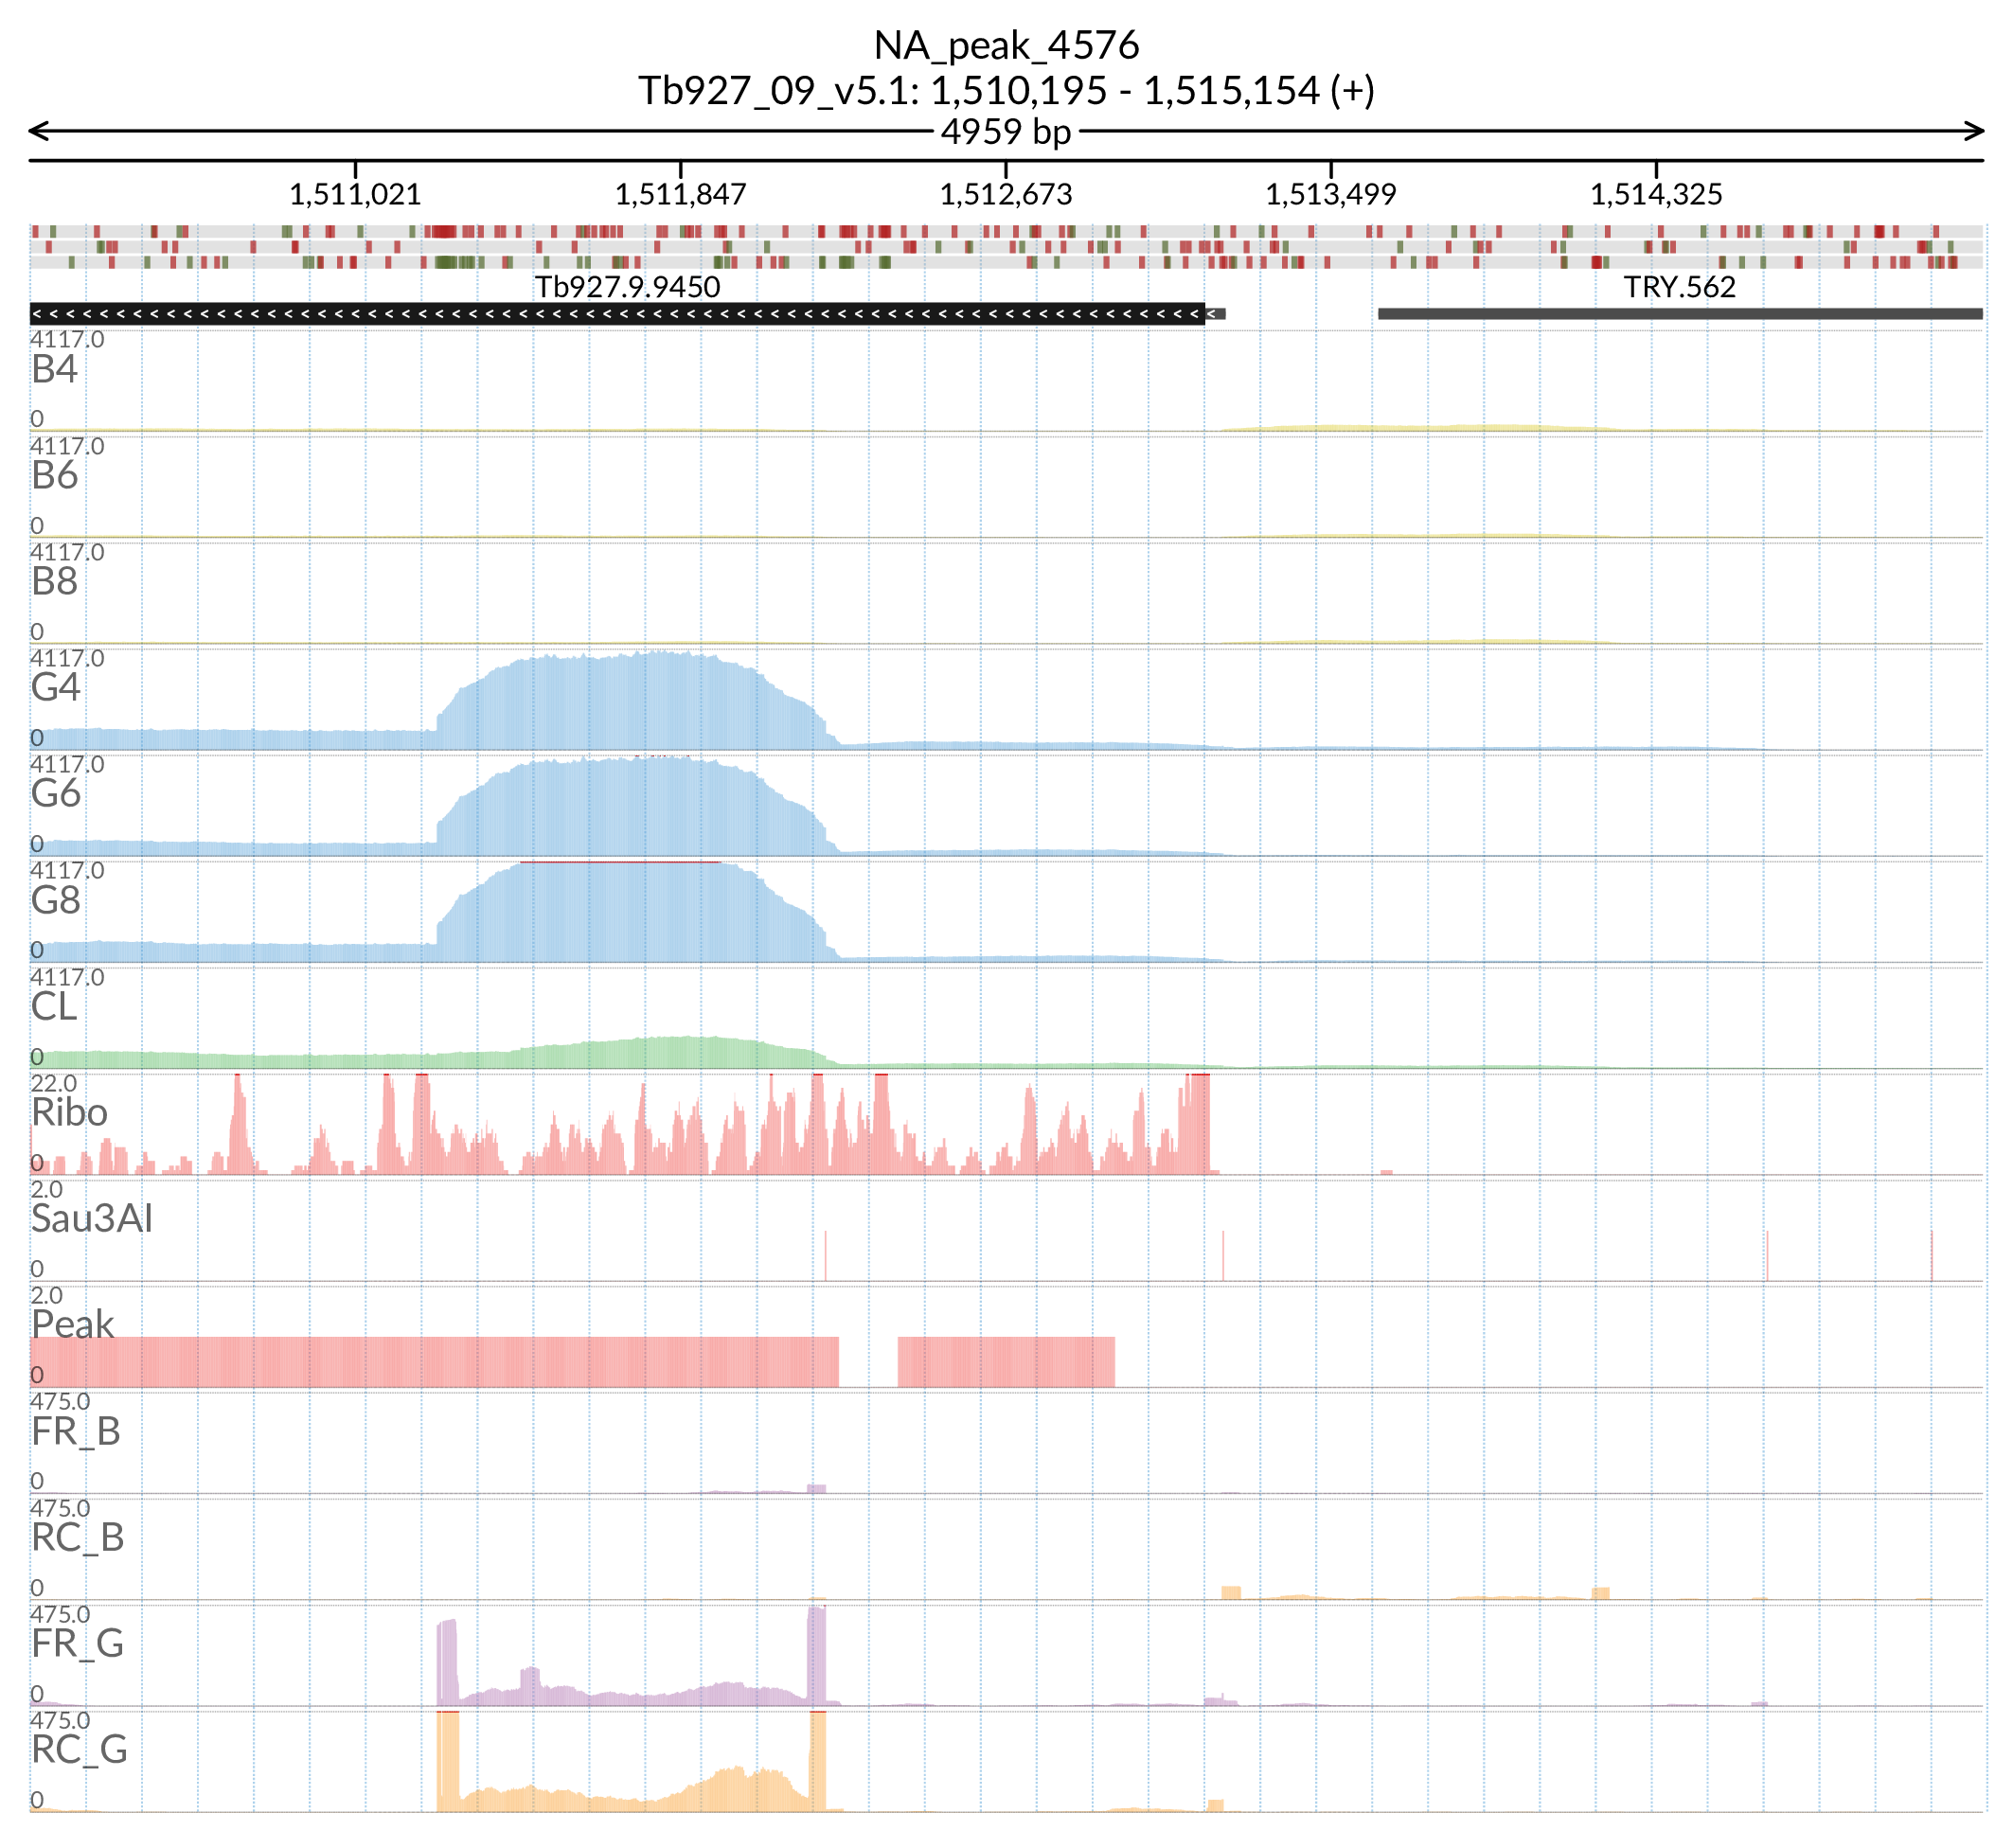 NA_peak_4576
Tb927_09_v5.1: 1,510,195 - 1,515,154 (+)
4959 bp
1,511,021 1,511,847 1,512,673 1,513,499 1,514,325
Tb927.9.9450 TRY.562
4117.0
B4
0
4117.0
B6
0
4117.0
B8
0
4117.0
G4
0
4117.0
G6
0
4117.0
G8
0
4117.0
CL
0
22.0
Ribo
0
2.0
Sau3AI
0
2.0
Peak
0
475.0
FR_B
0
475.0
RC_B
0
475.0
FR_G
0
475.0
RC_G
0